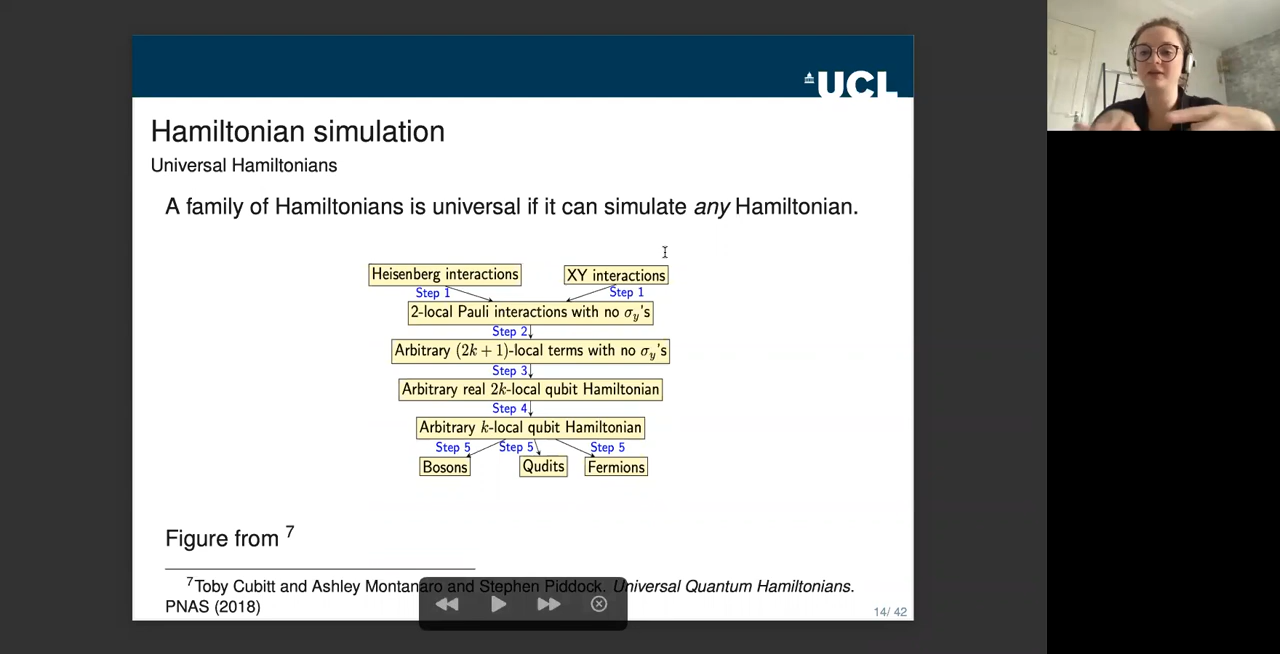 UCL
Hamiltonian simulation
Universal Hamiltonians
A family of Hamiltonians is universal if it can simulate any Hamiltonian.
Heisenberg interactions XY interactions
Step 1 Step 1
2-local Pauli interactions with no σ_y's
Step 2
Arbitrary (2k + 1)-local terms with no σ_y's
Step 3
Arbitrary real 2k-local qubit Hamiltonian
Step 4
Arbitrary k-local qubit Hamiltonian
Step 5 Step 5 Step 5
Bosons Qudits Fermions
Figure from 7
7Toby Cubitt and Ashley Montanaro and Stephen Piddock. Universal Quantum Hamiltonians.
PNAS (2018)
14/ 42